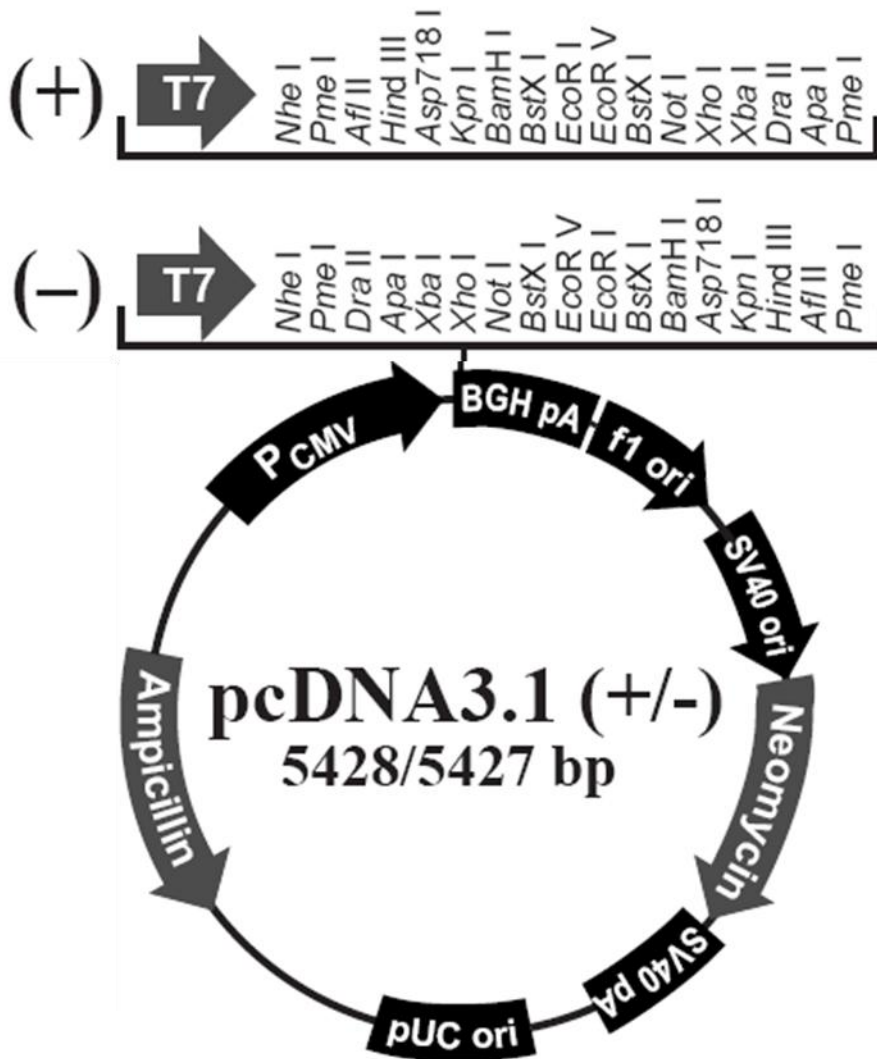 (+)
T7
Nhe I
Pme I
Afl II
Hind III
Asp718 I
Kpn I
BamH I
BstX I
EcoR I
EcoR V
BstX I
Not I
Xho I
Xba I
Dra II
Apa I
Pme I
(–)
T7
Nhe I
Pme I
Dra II
Apa I
Xba I
Xho I
Not I
BstX I
EcoR V
EcoR I
BstX I
BamH I
Asp718 I
Kpn I
Hind III
Afl II
Pme I
PCMV
BGH pA
f1 ori
SV40 ori
Neomycin
SV40 pA
pUC ori
Ampicillin
pcDNA3.1 (+/-)
5428/5427 bp